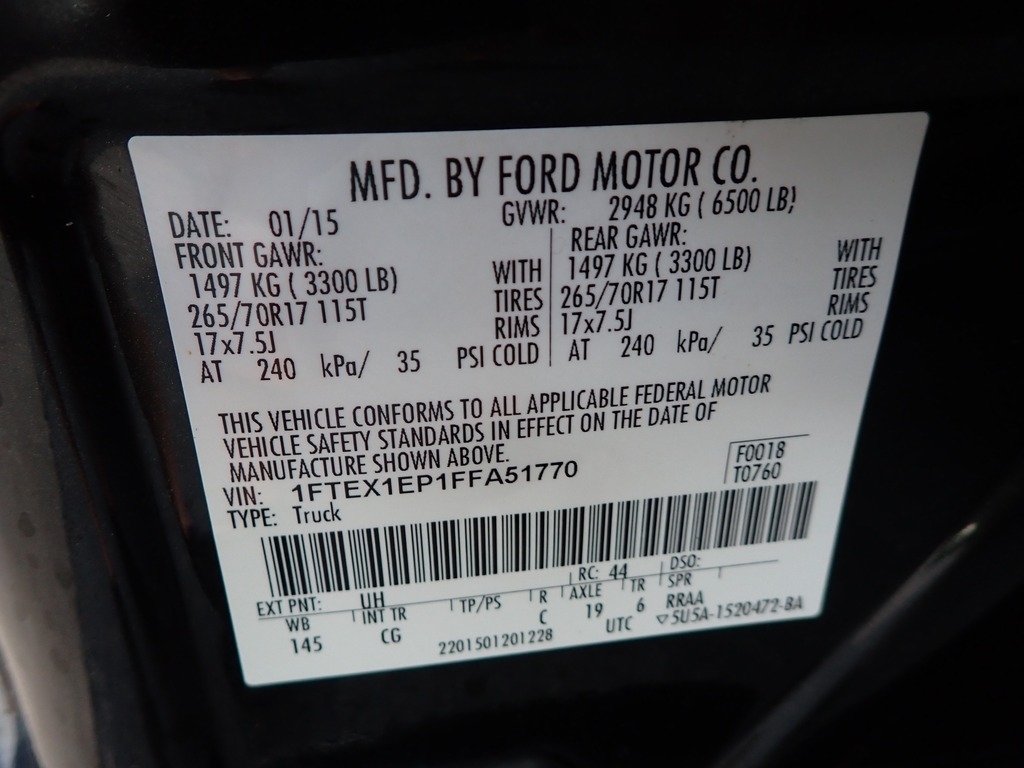 MFD. BY FORD MOTOR CO.
DATE: 01/15 GVWR: 2948 KG ( 6500 LB)
FRONT GAWR: REAR GAWR:
1497 KG ( 3300 LB) WITH 1497 KG ( 3300 LB) WITH
265/70R17 115T TIRES 265/70R17 115T TIRES
17x7.5J RIMS 17x7.5J RIMS
AT 240 kPa/ 35 PSI COLD AT 240 kPa/ 35 PSI COLD
THIS VEHICLE CONFORMS TO ALL APPLICABLE FEDERAL MOTOR
VEHICLE SAFETY STANDARDS IN EFFECT ON THE DATE OF
MANUFACTURE SHOWN ABOVE.
VIN: 1FTEX1EP1FFA51770
TYPE: Truck
F0018
T0760
EXT PNT: UH RC: 44 DSO:
WB INT TR TP/PS R AXLE TR SPR
145 CG C 19 6 RRAA
2201501201228 UTC ▽5U5A-1520472-BA